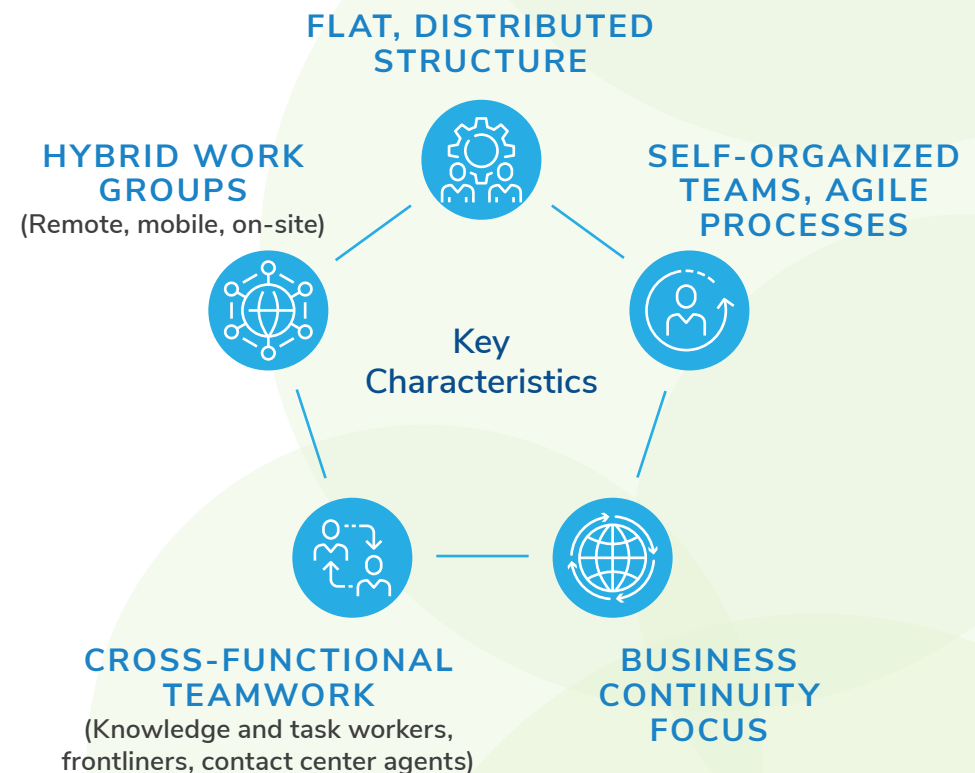 FLAT, DISTRIBUTED
STRUCTURE
HYBRID WORK
GROUPS
(Remote, mobile, on-site)
SELF-ORGANIZED
TEAMS, AGILE
PROCESSES
Key
Characteristics
CROSS-FUNCTIONAL
TEAMWORK
(Knowledge and task workers,
frontliners, contact center agents)
BUSINESS
CONTINUITY
FOCUS